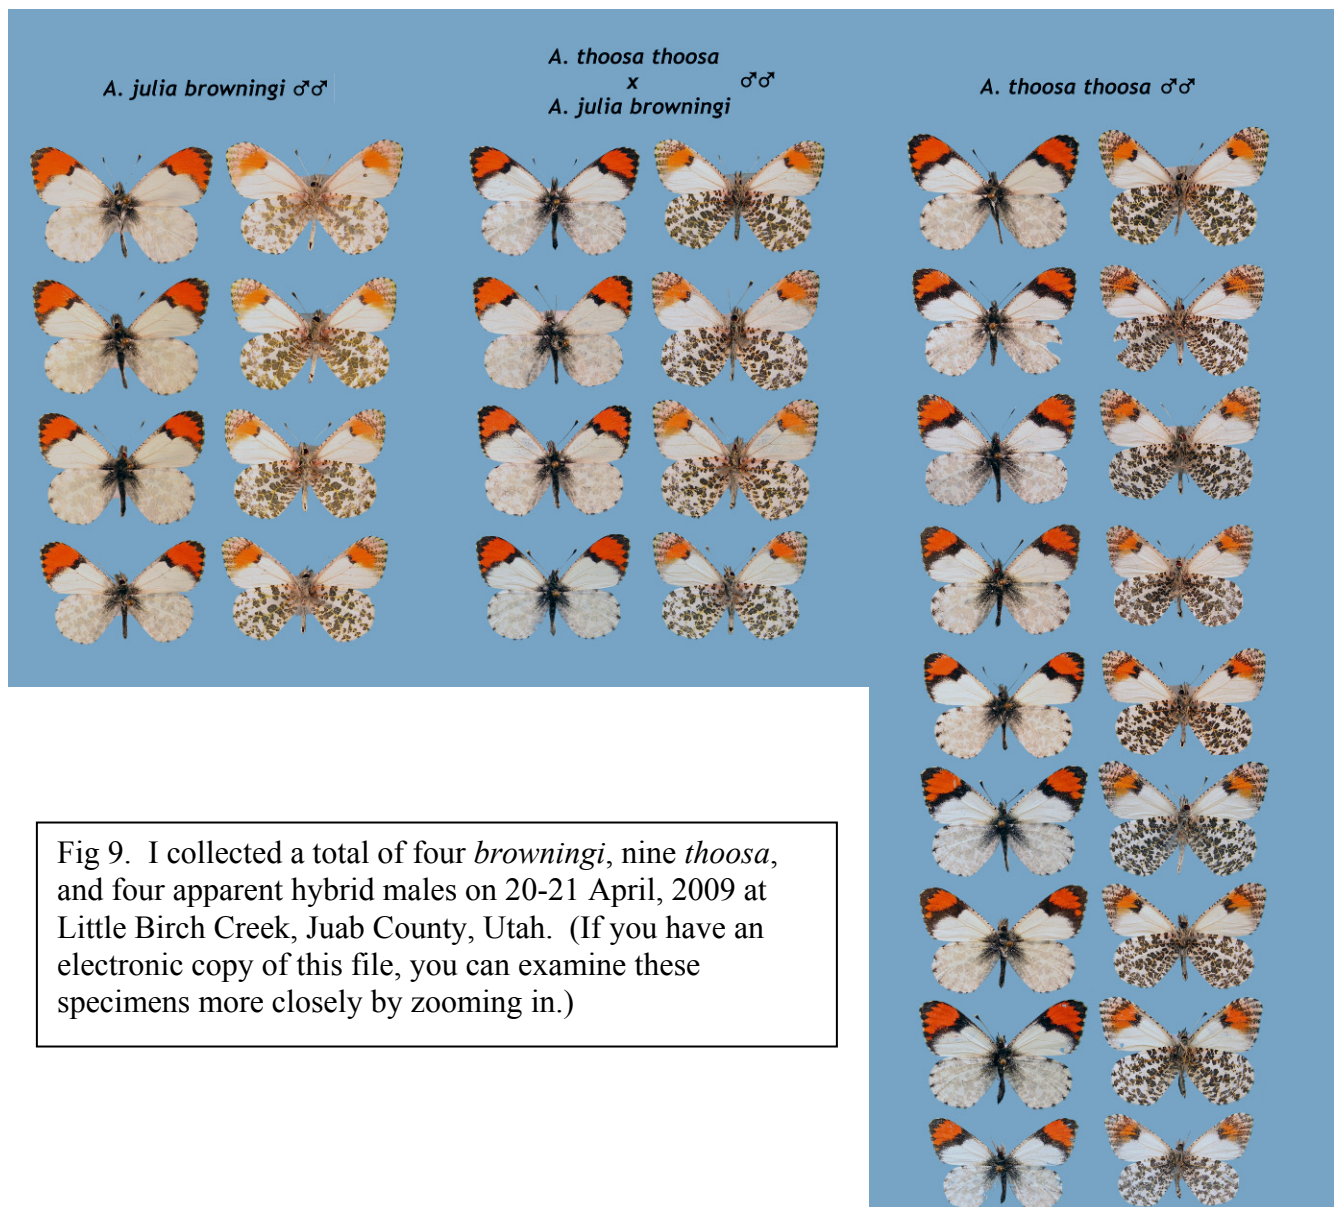 A. julia browningi ♂♂
A. thoosa thoosa
x ♂♂
A. julia browningi
A. thoosa thoosa ♂♂
Fig 9.  I collected a total of four browningi, nine thoosa,
and four apparent hybrid males on 20-21 April, 2009 at
Little Birch Creek, Juab County, Utah.  (If you have an
electronic copy of this file, you can examine these
specimens more closely by zooming in.)